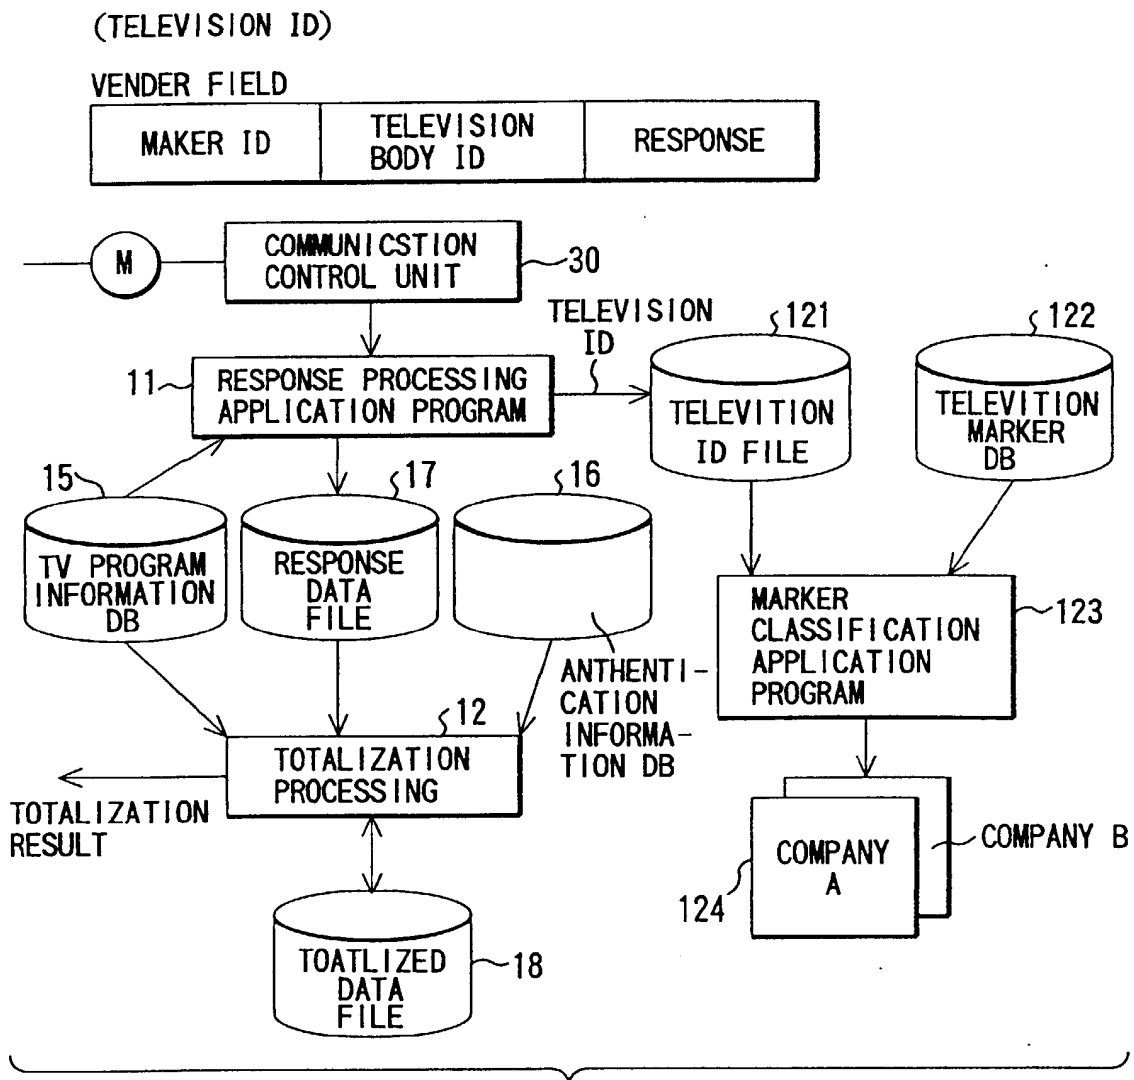 (TELEVISION ID)
VENDER FIELD
MAKER ID
TELEVISION
BODY ID
RESPONSE
M
COMMUNICSTION
CONTROL UNIT
30
TELEVISION
ID
121
122
11
RESPONSE PROCESSING
APPLICATION PROGRAM
TELEVITION
ID FILE
TELEVITION
MARKER
DB
15
17
16
TV PROGRAM
INFORMATION
DB
RESPONSE
DATA
FILE
MARKER
CLASSIFICATION
APPLICATION
PROGRAM
123
ANTHENTI-
CATION
INFORMA-
TION DB
12
TOTALIZATION
PROCESSING
TOTALIZATION
RESULT
COMPANY
A
COMPANY B
124
TOATLIZED
DATA
FILE
18